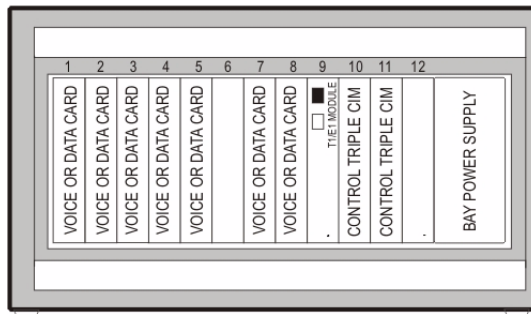 1 2 3 4 5 6 7 8 9 10 11 12
VOICE OR DATA CARD
VOICE OR DATA CARD
VOICE OR DATA CARD
VOICE OR DATA CARD
VOICE OR DATA CARD
VOICE OR DATA CARD
VOICE OR DATA CARD
T1/E1 MODULE
CONTROL TRIPLE CIM
CONTROL TRIPLE CIM
BAY POWER SUPPLY